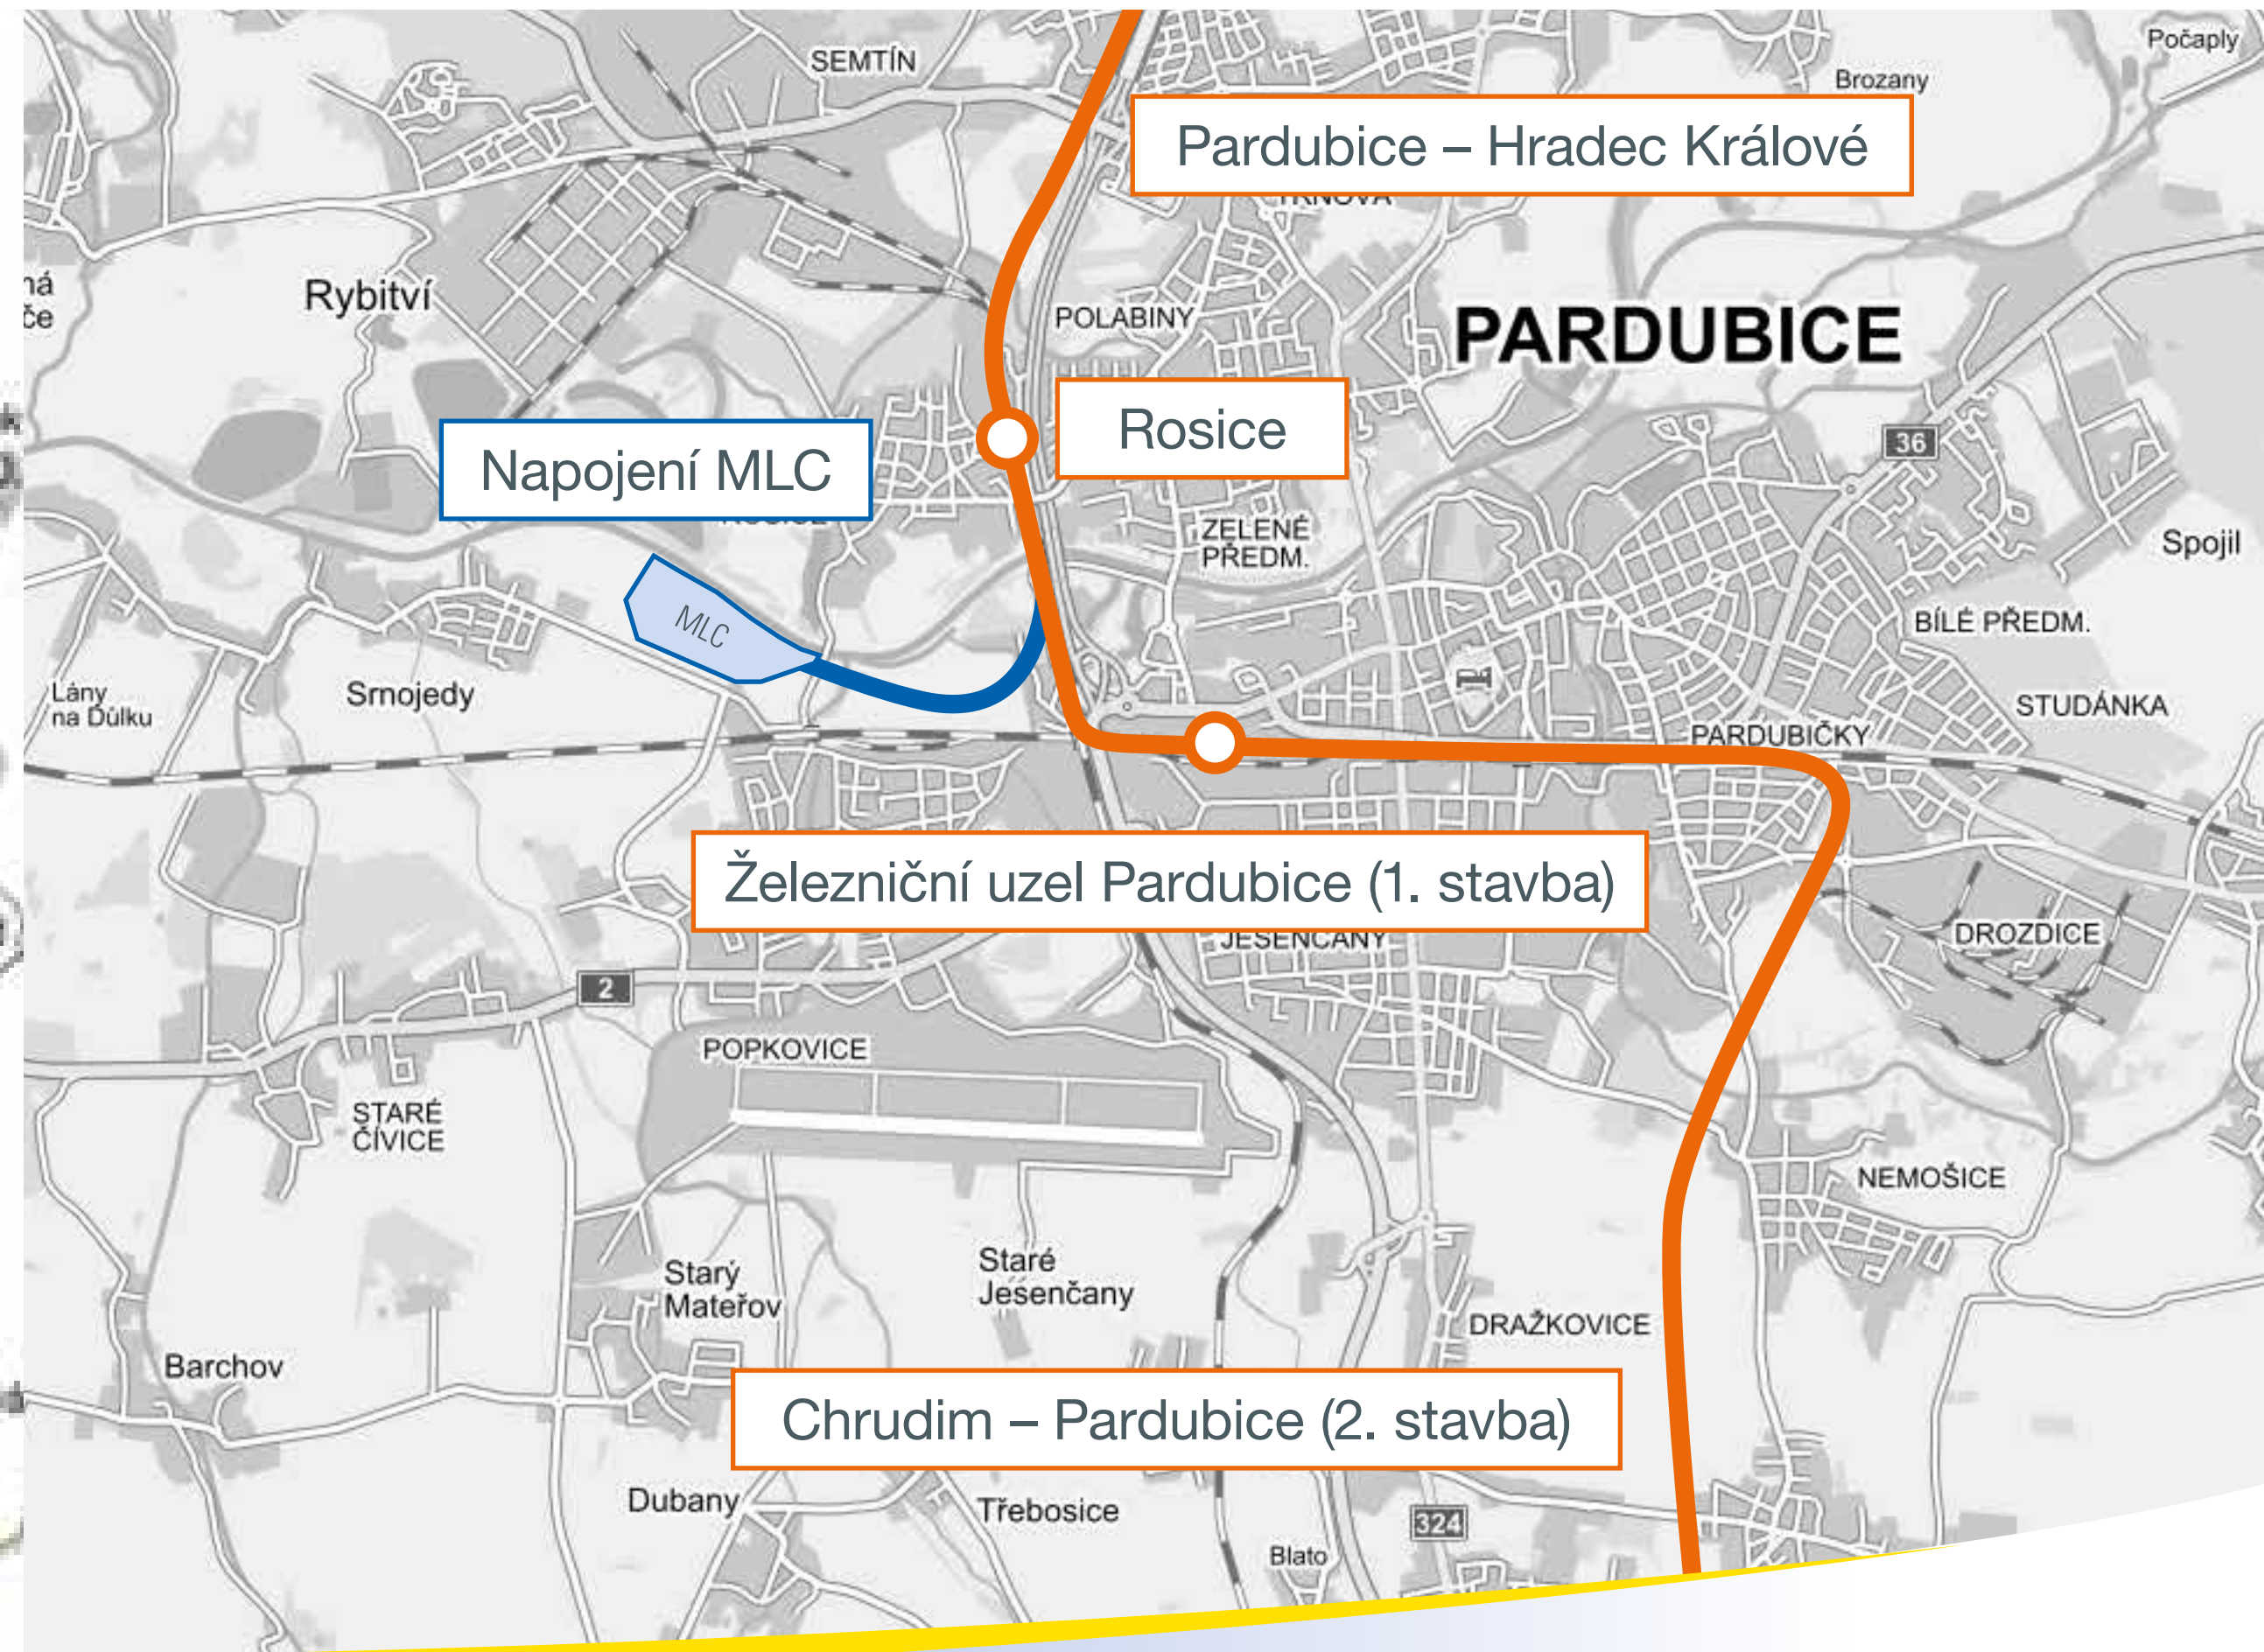 SEMTÍN
Počaply
Brozany
Pardubice – Hradec Králové
Rybitví
POLABINY
PARDUBICE
Rosice
Napojení MLC
36
ZELENÉ
PŘEDM.
Spojil
MLC
BÍLÉ PŘEDM.
Lány
na Důlku
Srnojedy
STUDÁNKA
PARDUBIČKY
Železniční uzel Pardubice (1. stavba)
JESENČANY
DROZDICE
2
POPKOVICE
STARÉ
ČÍVICE
NEMOŠICE
Starý
Mateřov
Staré
Jesenčany
DRAŽKOVICE
Barchov
Chrudim – Pardubice (2. stavba)
Dubany
Třebosice
324
Blato